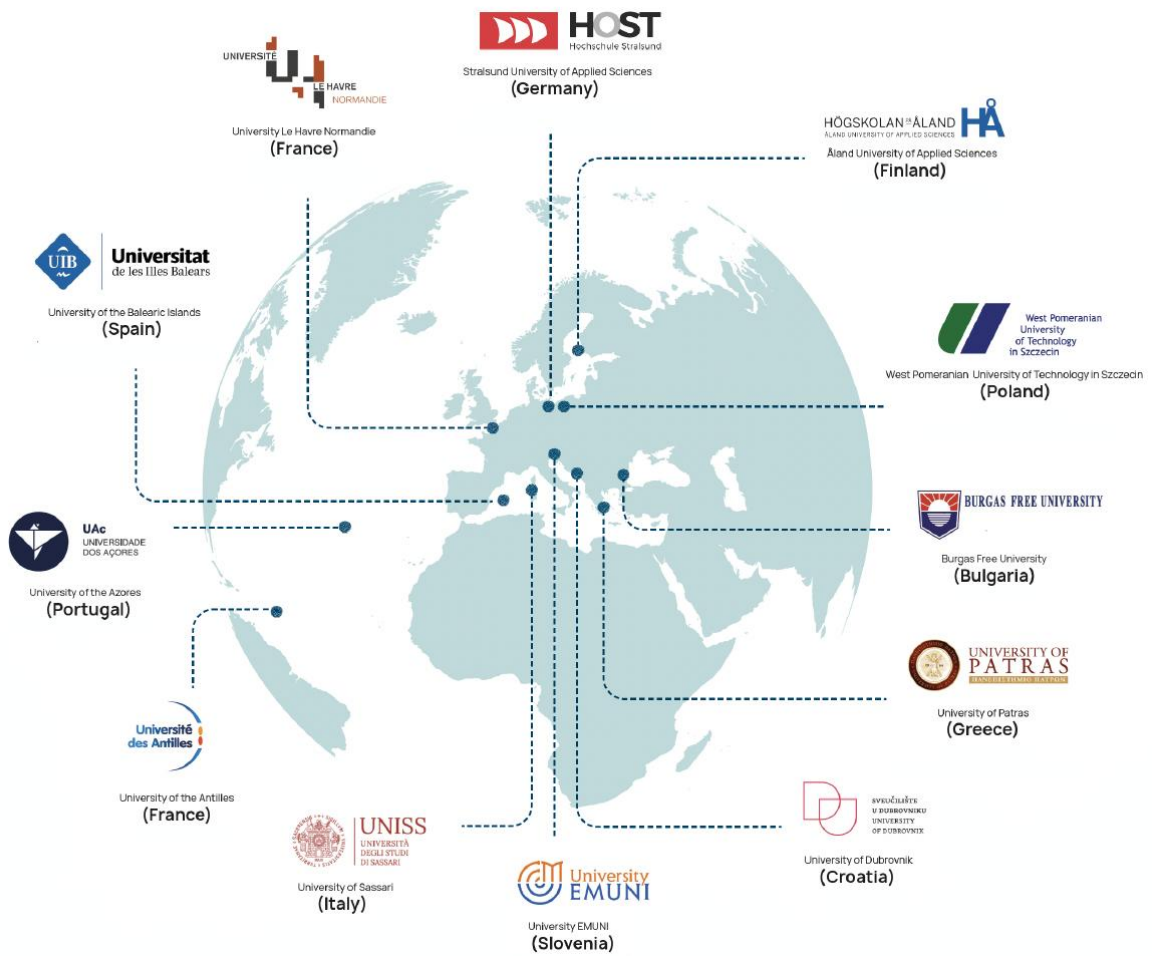 HOST
Hochschule Stralsund
Stralsund University of Applied Sciences
(Germany)
UNIVERSITÉ
LE HAVRE
NORMANDIE
University Le Havre Normandie
(France)
HÖGSKOLAN PÅ ÅLAND HÅ
ÅLAND UNIVERSITY OF APPLIED SCIENCES
Åland University of Applied Sciences
(Finland)
UIB
Universitat
de les Illes Balears
University of the Balearic Islands
(Spain)
West Pomeranian
University
of Technology
in Szczecin
West Pomeranian University of Technology in Szczecin
(Poland)
UAc
UNIVERSIDADE
DOS AÇORES
University of the Azores
(Portugal)
BURGAS FREE UNIVERSITY
Burgas Free University
(Bulgaria)
UNIVERSITY OF
PATRAS
ΠΑΝΕΠΙΣΤΗΜΙΟ ΠΑΤΡΩΝ
University of Patras
(Greece)
Université
des Antilles
University of the Antilles
(France)
UNISS
UNIVERSITÀ
DEGLI STUDI
DI SASSARI
University of Sassari
(Italy)
University
EMUNI
University EMUNI
(Slovenia)
SVEUČILIŠTE
U DUBROVNIKU
UNIVERSITY
OF DUBROVNIK
University of Dubrovnik
(Croatia)